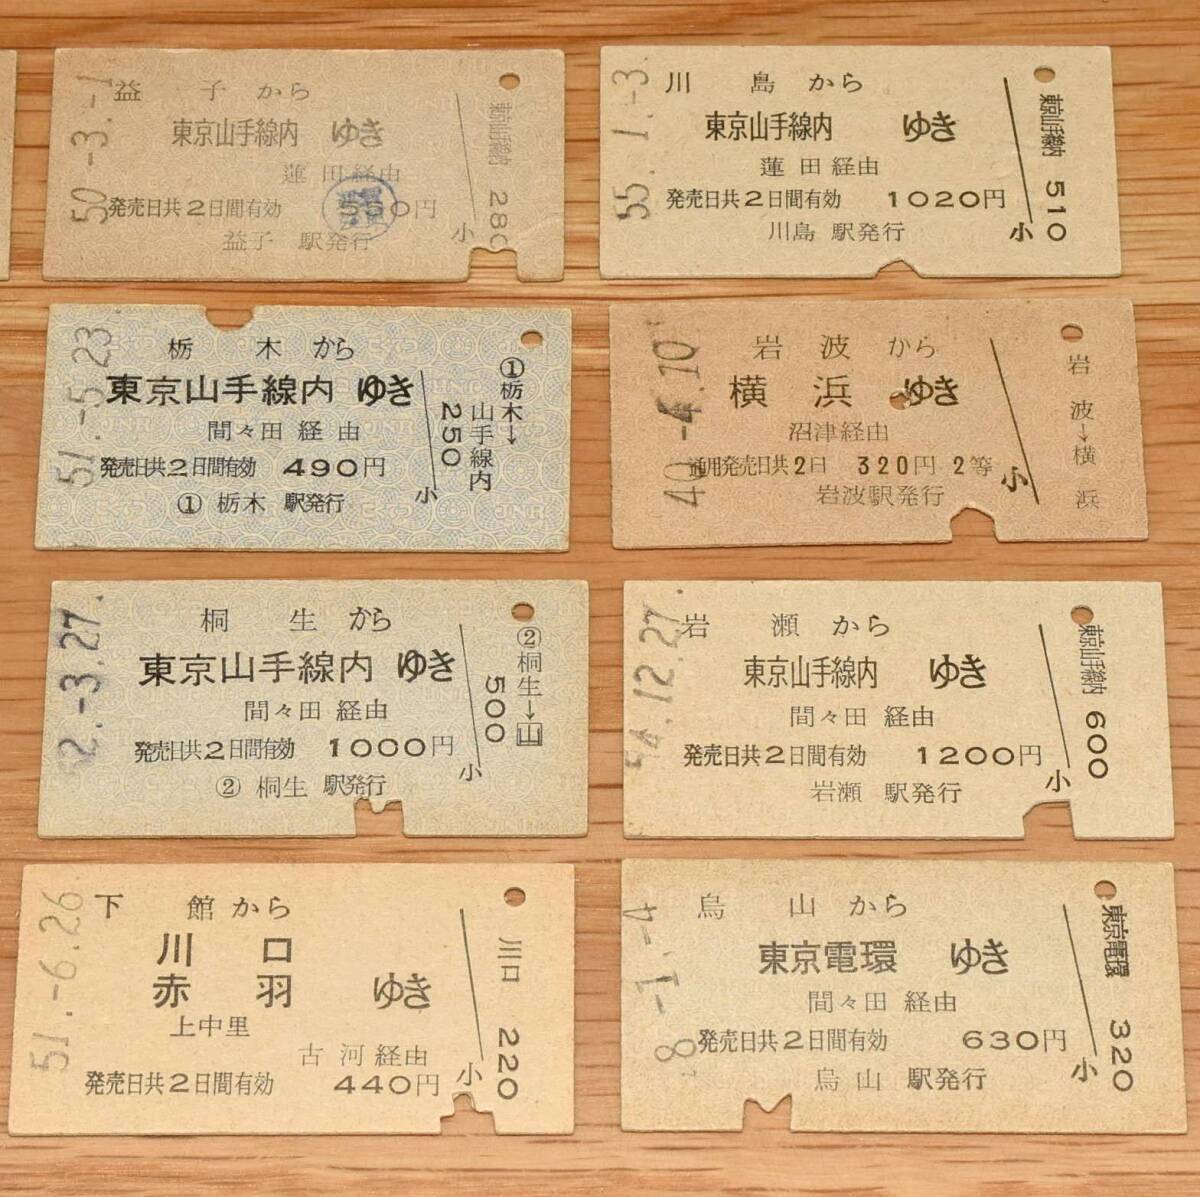 50.-3.-1
益子から
東京山手線内 ゆき
蓮田経由
発売日共2日間有効 円
益子 駅発行
小
280
55.-1.-3
川島から
東京山手線内 ゆき
蓮田経由
発売日共2日間有効 1020円
川島 駅発行
小
東京山手線内 510
51.-5.23
栃木から
東京山手線内 ゆき
間々田経由
発売日共2日間有効 490円
① 栃木 駅発行
小
①栃木→
山手線内
250
40.-4.10
岩波から
横浜 ゆき
沼津経由
通用発売日共2日 320円 2等
岩波駅発行
小
岩波→横浜
52.-3.27.
桐生から
東京山手線内 ゆき
間々田経由
発売日共2日間有効 1000円
② 桐生 駅発行
小
②桐生→山
500
.12.27
岩瀬から
東京山手線内 ゆき
間々田経由
発売日共2日間有効 1200円
岩瀬 駅発行
小
東京山手線内 600
51.-6.26
下館から
川口
赤羽 ゆき
上中里
古河経由
発売日共2日間有効 440円
小
川口 220
8.-1.-4
烏山から
東京電環 ゆき
間々田経由
発売日共2日間有効 630円
烏山 駅発行
小
東京電環 320